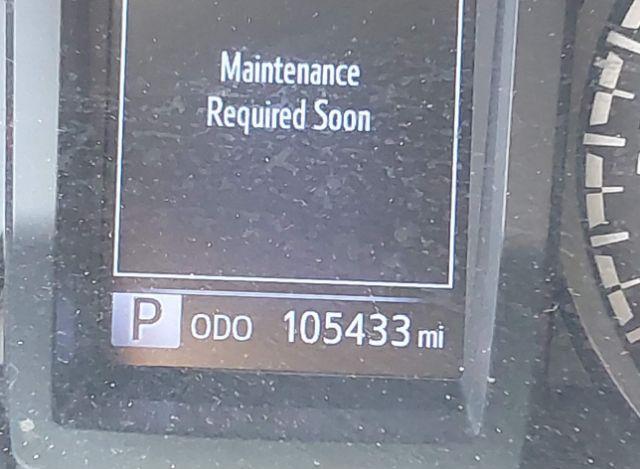 Maintenance
Required Soon
P ODO 105433 mi